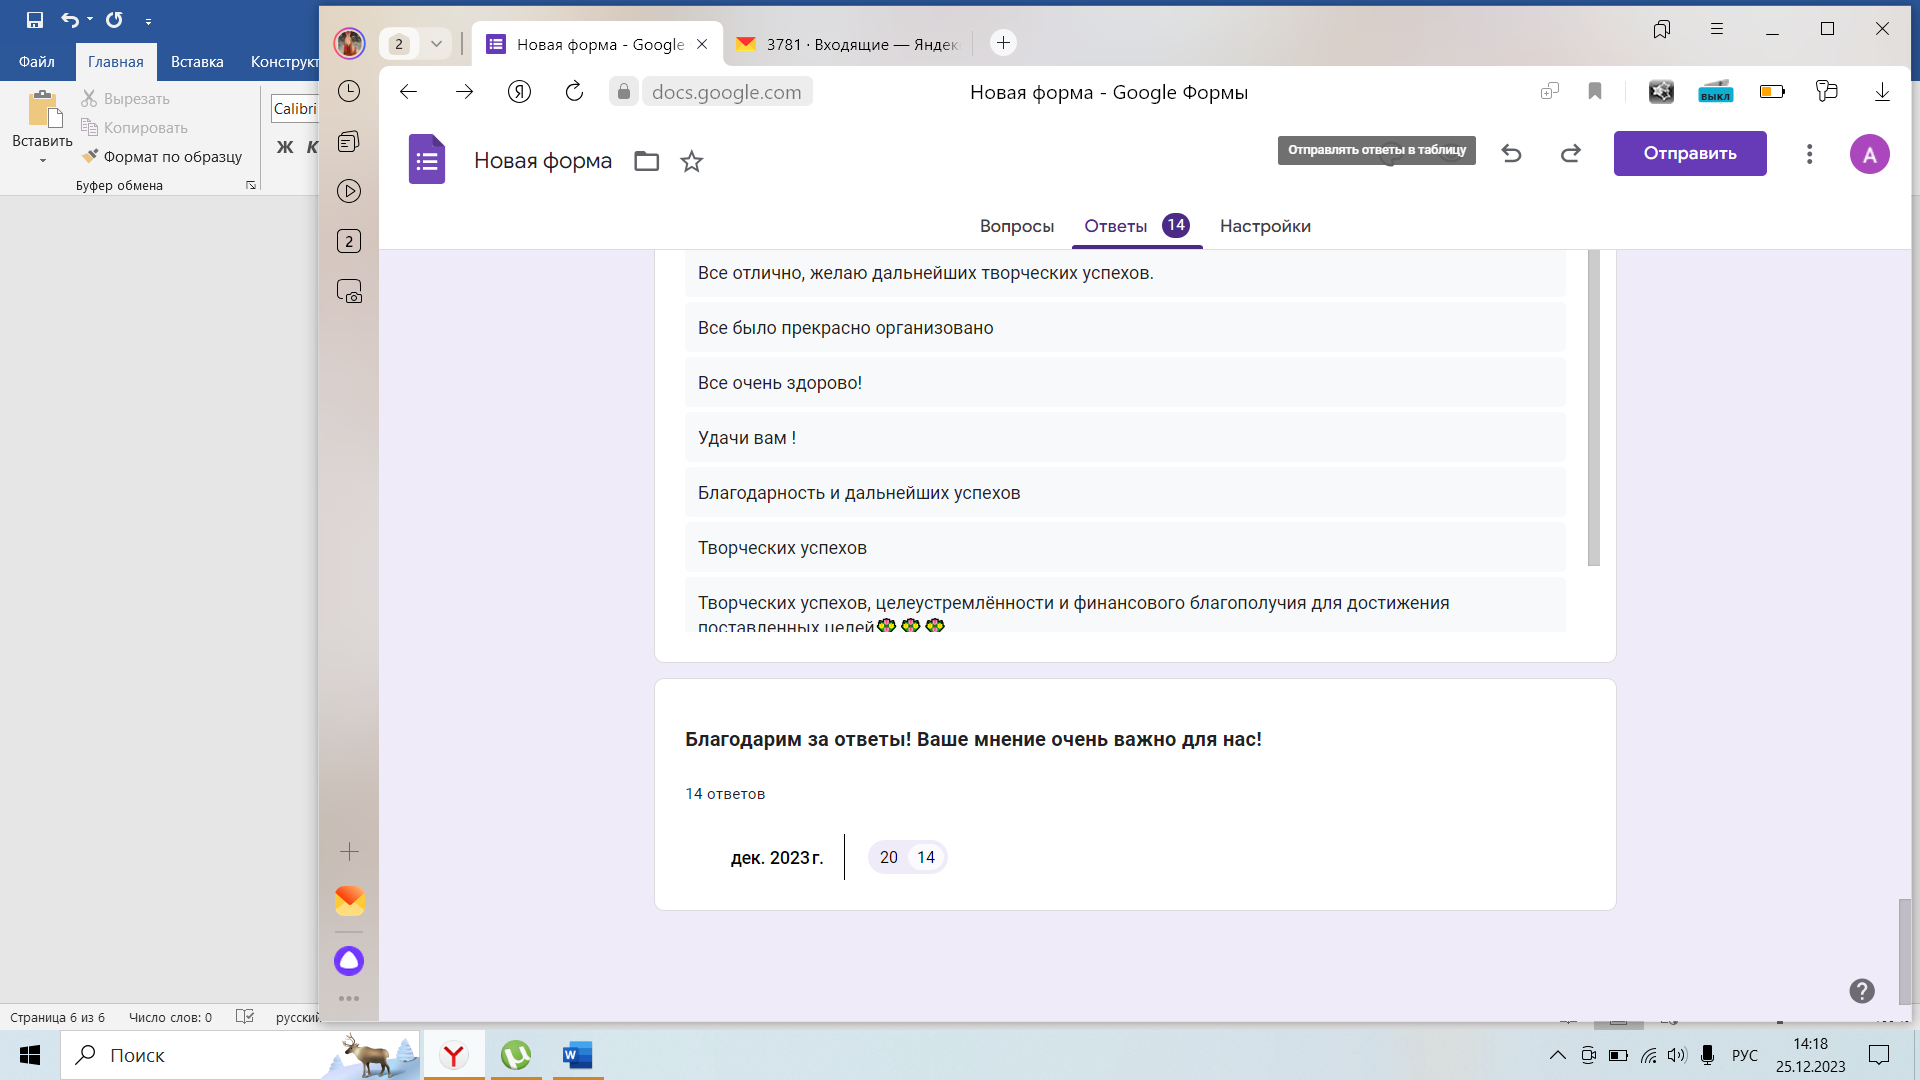 2
Новая форма - Google
3781 · Входящие — Яндекс
Файл
Главная
Вставка
Конструкт
docs.google.com
Новая форма - Google Формы
выкл
Вставить
Вырезать
Копировать
Формат по образцу
Буфер обмена
Calibri
Ж К
2
Новая форма
Отправлять ответы в таблицу
Отправить
А
Вопросы
Ответы 14
Настройки
Все отлично, желаю дальнейших творческих успехов.
Все было прекрасно организовано
Все очень здорово!
Удачи вам !
Благодарность и дальнейших успехов
Творческих успехов
Творческих успехов, целеустремлённости и финансового благополучия для достижения
поставленных целей
Благодарим за ответы! Ваше мнение очень важно для нас!
14 ответов
дек. 2023 г.
20 14
Страница 6 из 6
Число слов: 0
русский
Поиск
РУС
14:18
25.12.2023